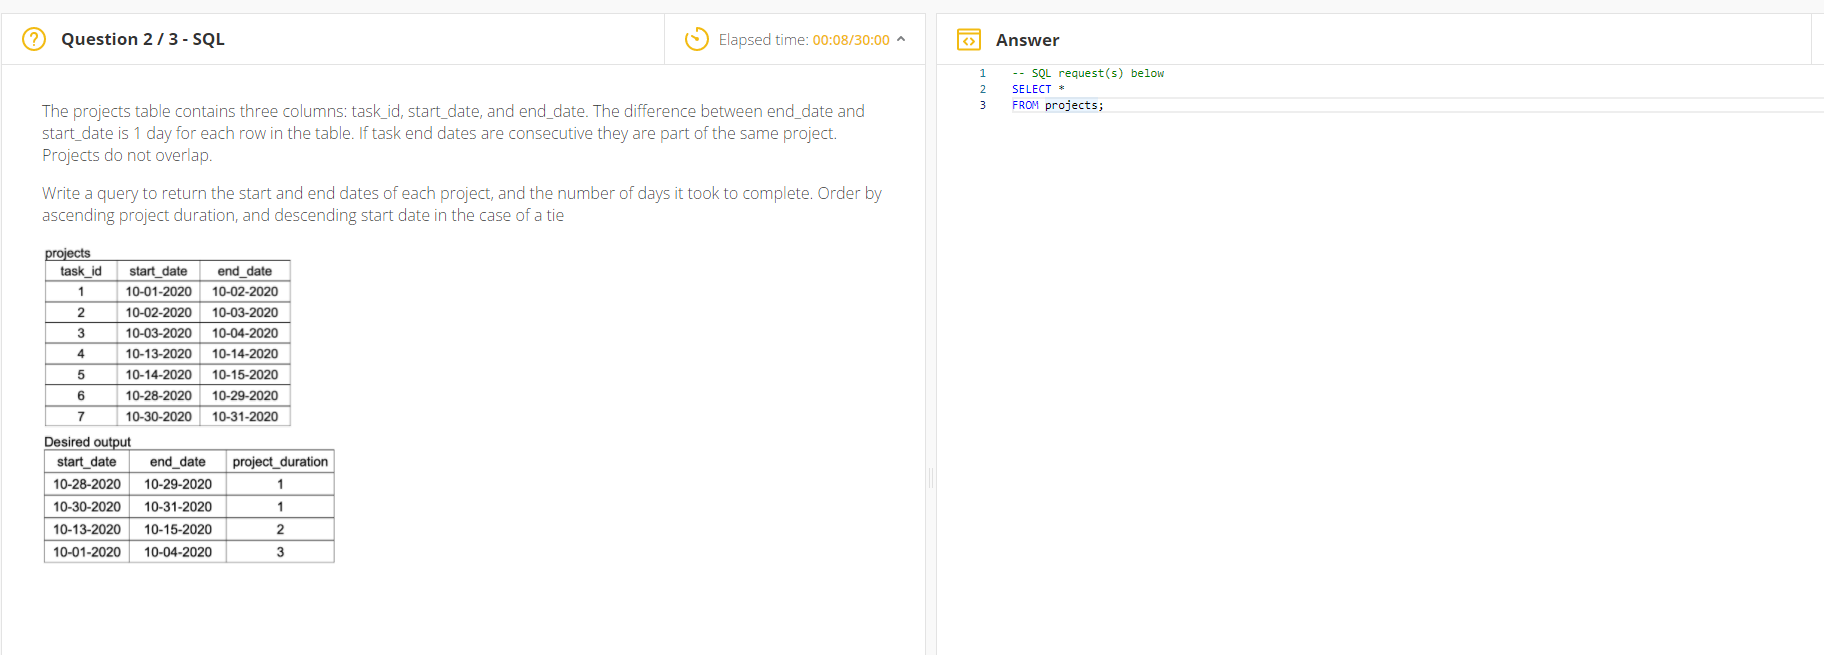 Question 2 / 3 - SQL
Elapsed time: 00:08/30:00
The projects table contains three columns: task_id, start_date, and end_date. The difference between end_date and
start_date is 1 day for each row in the table. If task end dates are consecutive they are part of the same project.
Projects do not overlap.
Write a query to return the start and end dates of each project, and the number of days it took to complete. Order by
ascending project duration, and descending start date in the case of a tie
projects
task_id start_date end_date
1 10-01-2020 10-02-2020
2 10-02-2020 10-03-2020
3 10-03-2020 10-04-2020
4 10-13-2020 10-14-2020
5 10-14-2020 10-15-2020
6 10-28-2020 10-29-2020
7 10-30-2020 10-31-2020
Desired output
start_date end_date project_duration
10-28-2020 10-29-2020 1
10-30-2020 10-31-2020 1
10-13-2020 10-15-2020 2
10-01-2020 10-04-2020 3
Answer
1 -- SQL request(s) below
2 SELECT *
3 FROM projects;